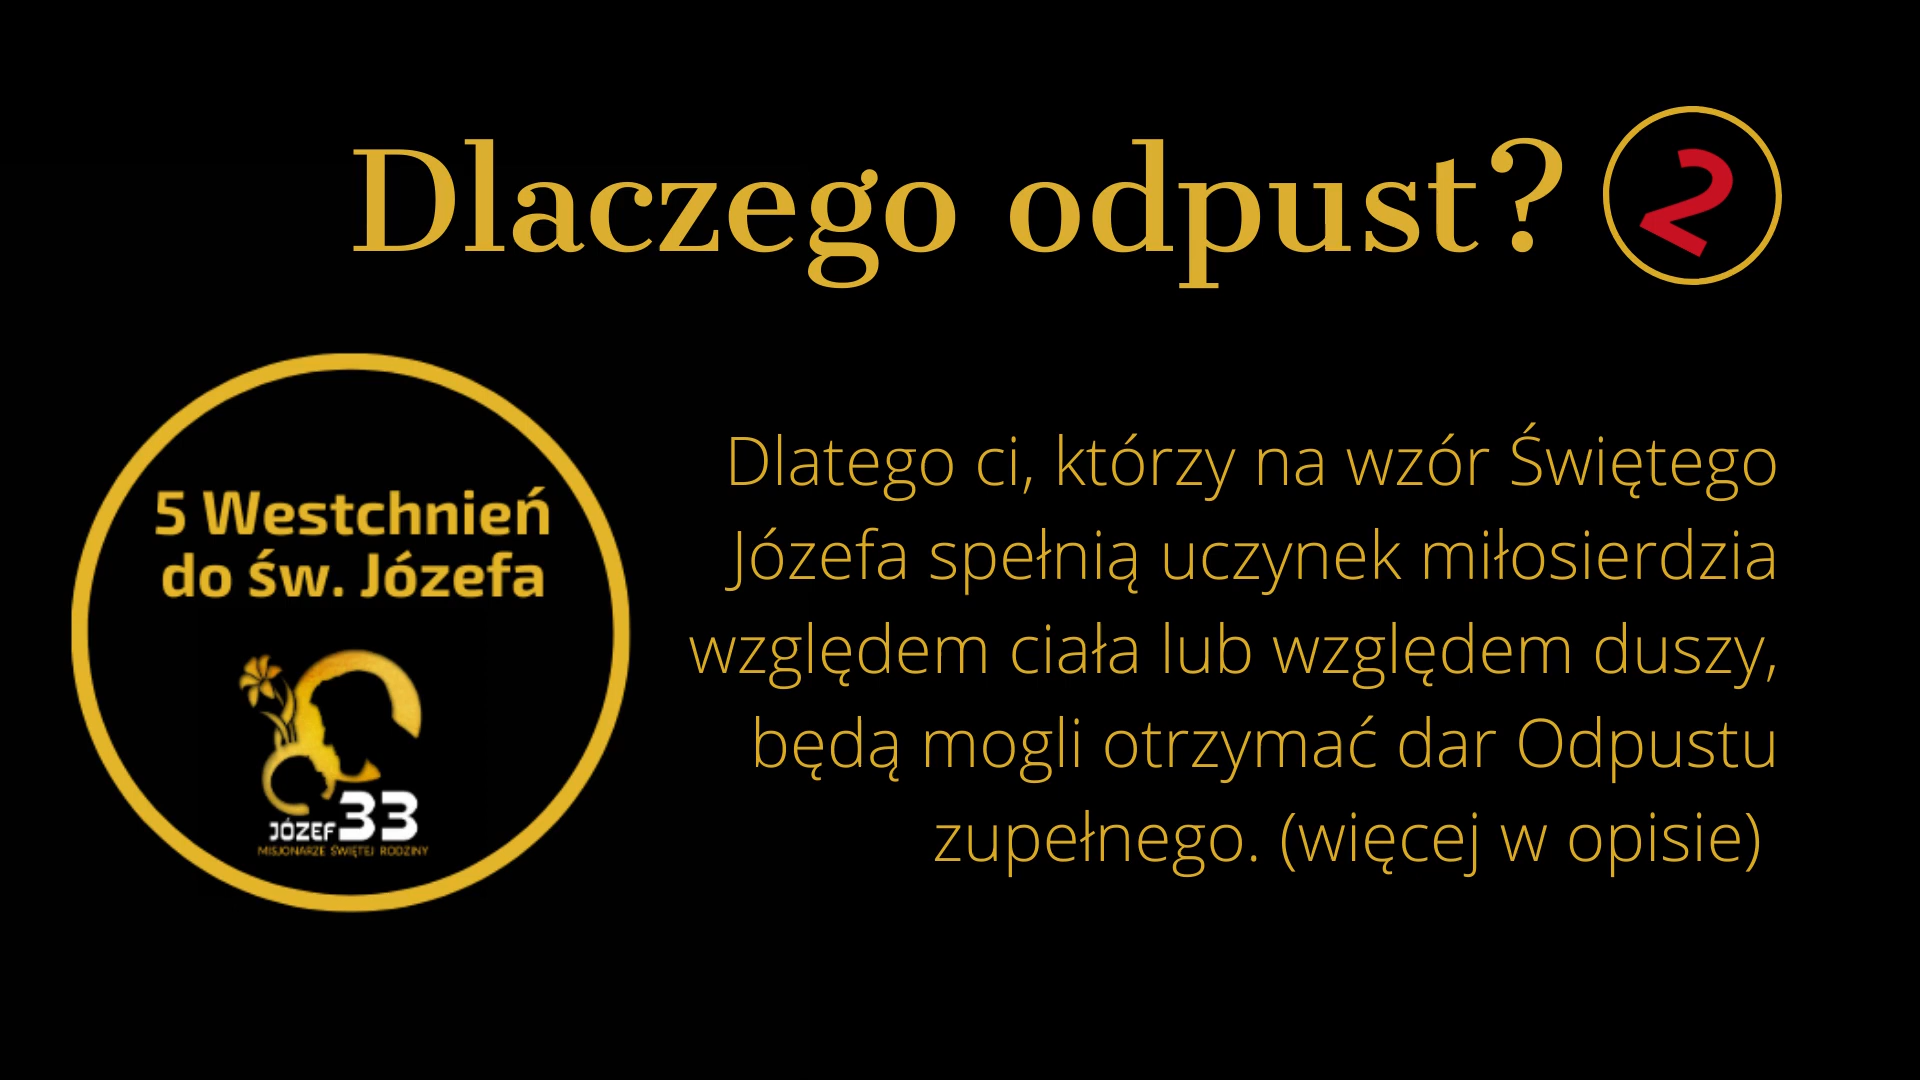 Dlaczego odpust? 2
5 Westchnień
do św. Józefa
JÓZEF 33
MISJONARZE ŚWIĘTEJ RODZINY
Dlatego ci, którzy na wzór Świętego
Józefa spełnią uczynek miłosierdzia
względem ciała lub względem duszy,
będą mogli otrzymać dar Odpustu
zupełnego. (więcej w opisie)